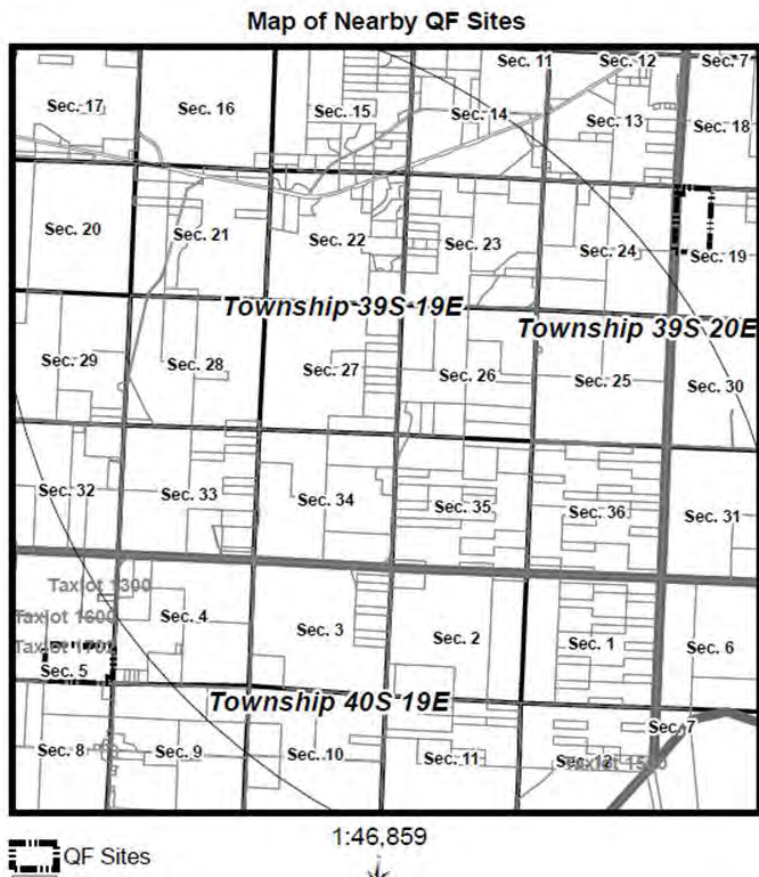 Map of Nearby QF Sites
Sec. 11
Sec. 12
Sec. 7
Sec. 17
Sec. 16
Sec. 15
Sec. 14
Sec. 13
Sec. 18
Sec. 20
Sec. 21
Sec. 22
Sec. 23
Sec. 24
Sec. 19
Township 39S 19E
Township 39S 20E
Sec. 29
Sec. 28
Sec. 27
Sec. 26
Sec. 25
Sec. 30
Sec. 32
Sec. 33
Sec. 34
Sec. 35
Sec. 36
Sec. 31
Taxlot 1300
Taxlot 1600
Sec. 4
Sec. 3
Sec. 2
Sec. 1
Sec. 6
Taxlot
Sec. 5
Township 40S 19E
Sec. 7
Sec. 8
Sec. 9
Sec. 10
Sec. 11
Sec. 12
Taxlot
1:46,859
QF Sites